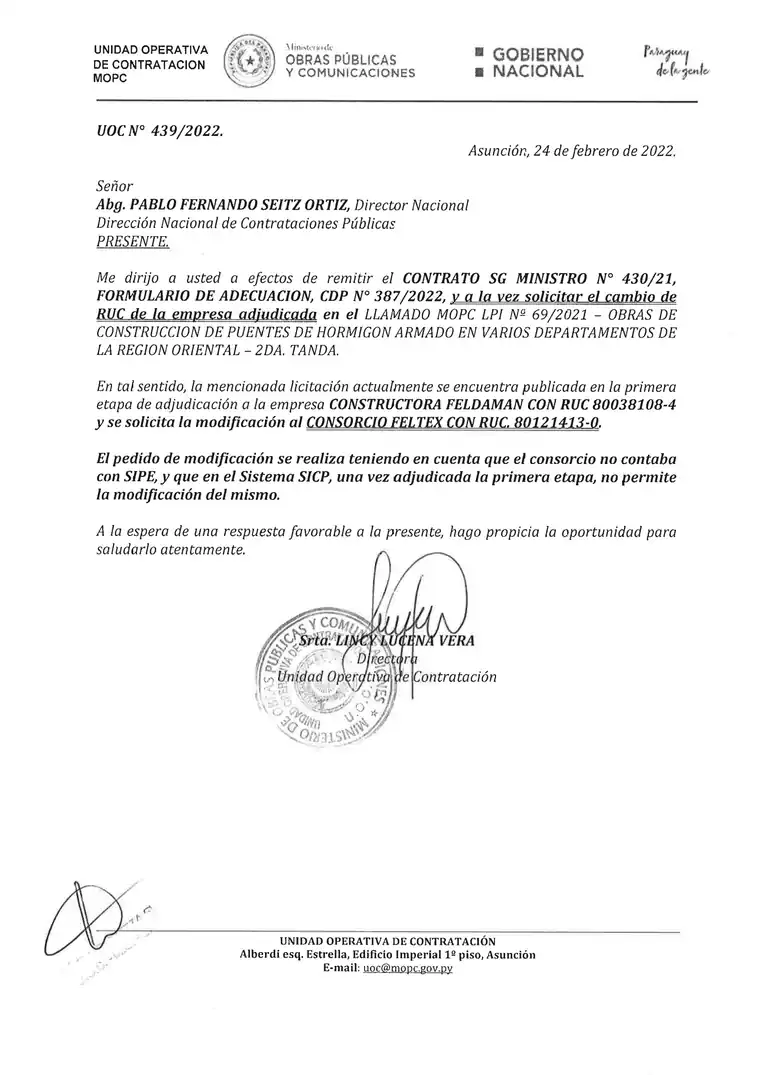 UNIDAD OPERATIVA
DE CONTRATACION
MOPC
Ministerio de
OBRAS PÚBLICAS
Y COMUNICACIONES
GOBIERNO
NACIONAL
Paraguay
de la gente
UOC N° 439/2022.
Asunción, 24 de febrero de 2022.
Señor
Abg. PABLO FERNANDO SEITZ ORTIZ, Director Nacional
Dirección Nacional de Contrataciones Públicas
PRESENTE.
Me dirijo a usted a efectos de remitir el CONTRATO SG MINISTRO N° 430/21,
FORMULARIO DE ADECUACION, CDP N° 387/2022, y a la vez solicitar el cambio de
RUC de la empresa adjudicada en el LLAMADO MOPC LPI Nº 69/2021 – OBRAS DE
CONSTRUCCION DE PUENTES DE HORMIGON ARMADO EN VARIOS DEPARTAMENTOS DE
LA REGION ORIENTAL – 2DA. TANDA.
En tal sentido, la mencionada licitación actualmente se encuentra publicada en la primera
etapa de adjudicación a la empresa CONSTRUCTORA FELDAMAN CON RUC 80038108-4
y se solicita la modificación al CONSORCIO FELTEX CON RUC. 80121413-0.
El pedido de modificación se realiza teniendo en cuenta que el consorcio no contaba
con SIPE, y que en el Sistema SICP, una vez adjudicada la primera etapa, no permite
la modificación del mismo.
A la espera de una respuesta favorable a la presente, hago propicia la oportunidad para
saludarlo atentamente.
Srta. LINCY LUCENA VERA
Directora
Unidad Operativa de Contratación
MINISTERIO DE OBRAS PUBLICAS Y COMUNICACIONES
U.O.C.
UNIDAD OPERATIVA DE CONTRATACIÓN
Alberdi esq. Estrella, Edificio Imperial 1º piso, Asunción
E-mail: uoc@mopc.gov.py